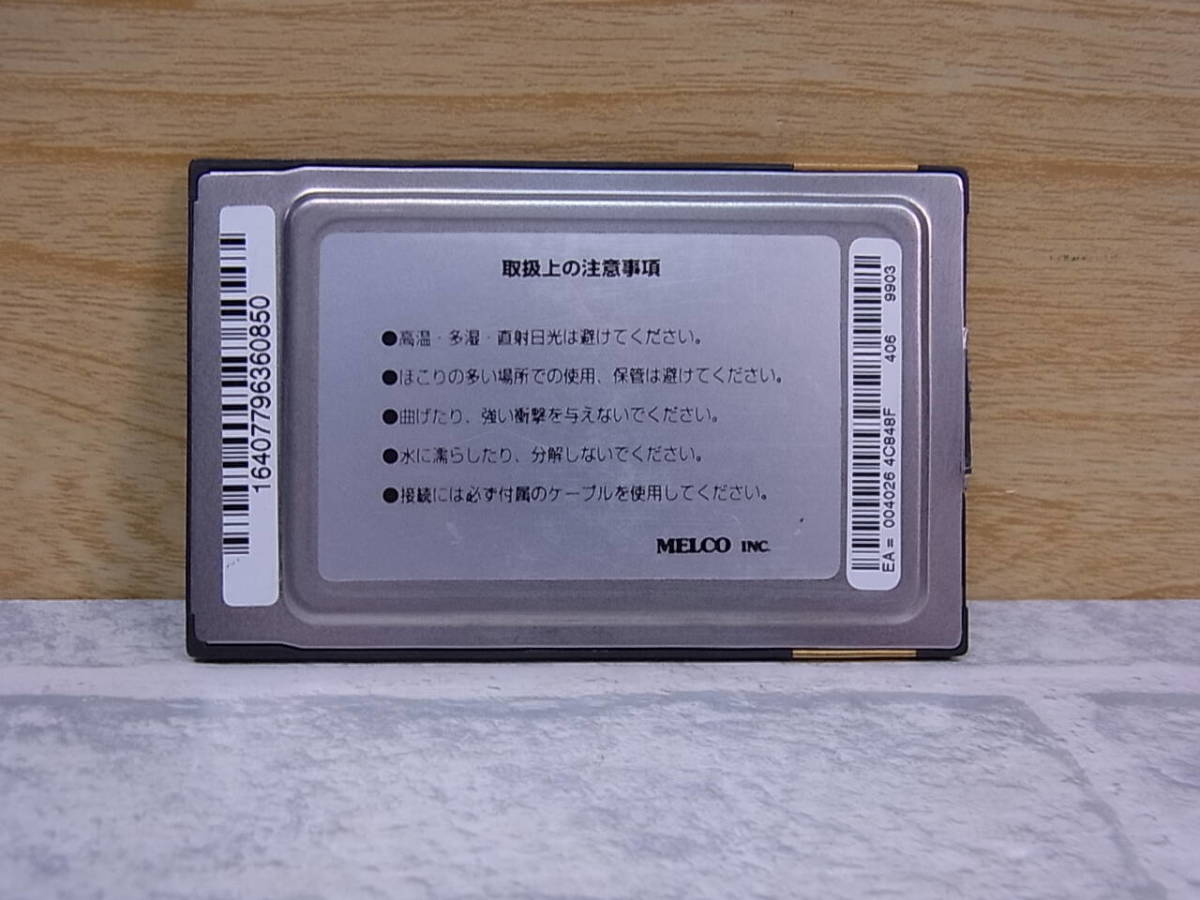 16407796360850
取扱上の注意事項
●高温・多湿・直射日光は避けてください。
●ほこりの多い場所での使用、保管は避けてください。
●曲げたり、強い衝撃を与えないでください。
●水に濡らしたり、分解しないでください。
●接続には必ず付属のケーブルを使用してください。
MELCO INC.
EA = 004026 4C848F 406 9903